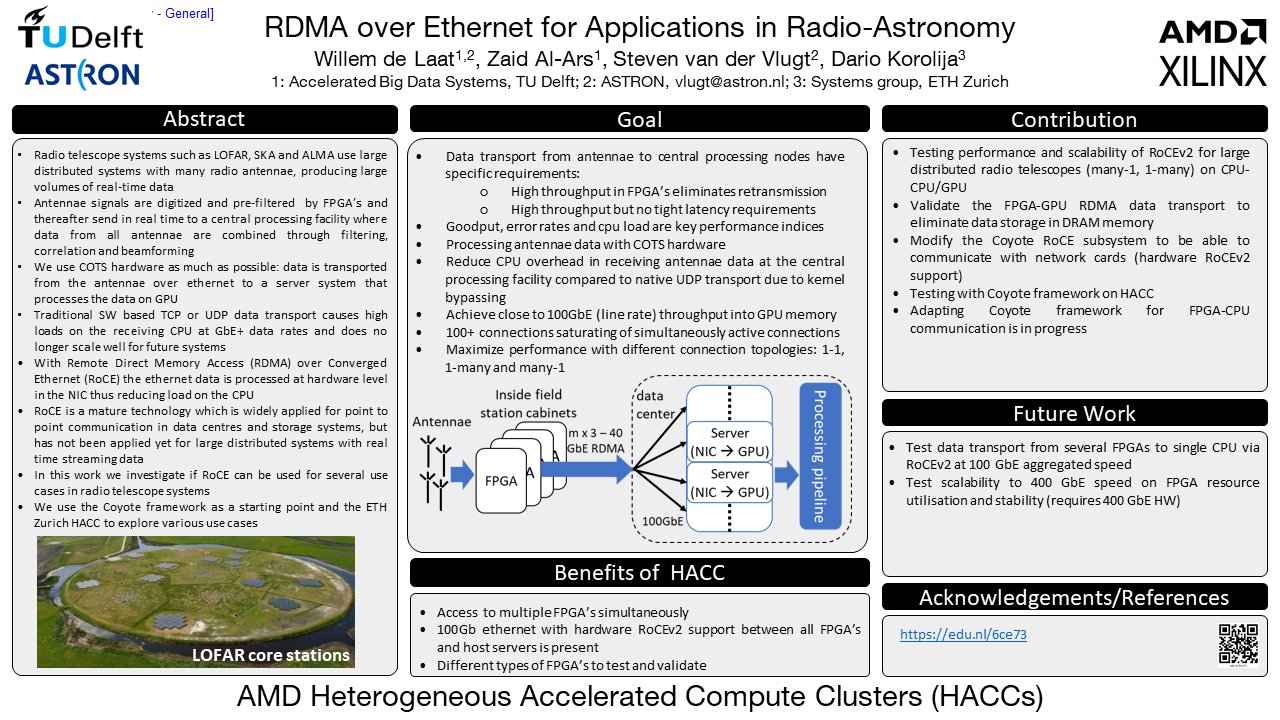 - General]
TU Delft
ASTRON
RDMA over Ethernet for Applications in Radio-Astronomy
Willem de Laat1,2, Zaid Al-Ars1, Steven van der Vlugt2, Dario Korolija3
1: Accelerated Big Data Systems, TU Delft; 2: ASTRON, vlugt@astron.nl; 3: Systems group, ETH Zurich
AMD
XILINX
Abstract
• Radio telescope systems such as LOFAR, SKA and ALMA use large
distributed systems with many radio antennae, producing large
volumes of real-time data
• Antennae signals are digitized and pre-filtered by FPGA's and
thereafter send in real time to a central processing facility where
data from all antennae are combined through filtering,
correlation and beamforming
• We use COTS hardware as much as possible: data is transported
from the antennae over ethernet to a server system that
processes the data on GPU
• Traditional SW based TCP or UDP data transport causes high
loads on the receiving CPU at GbE+ data rates and does no
longer scale well for future systems
• With Remote Direct Memory Access (RDMA) over Converged
Ethernet (RoCE) the ethernet data is processed at hardware level
in the NIC thus reducing load on the CPU
• RoCE is a mature technology which is widely applied for point to
point communication in data centres and storage systems, but
has not been applied yet for large distributed systems with real
time streaming data
• In this work we investigate if RoCE can be used for several use
cases in radio telescope systems
• We use the Coyote framework as a starting point and the ETH
Zurich HACC to explore various use cases
LOFAR core stations
Goal
• Data transport from antennae to central processing nodes have
specific requirements:
o High throughput in FPGA's eliminates retransmission
o High throughput but no tight latency requirements
• Goodput, error rates and cpu load are key performance indices
• Processing antennae data with COTS hardware
• Reduce CPU overhead in receiving antennae data at the central
processing facility compared to native UDP transport due to kernel
bypassing
• Achieve close to 100GbE (line rate) throughput into GPU memory
• 100+ connections saturating of simultaneously active connections
• Maximize performance with different connection topologies: 1-1,
1-many and many-1
Antennae
Inside field
station cabinets
FPGA
A
m x 3 – 40
GbE RDMA
data
center
100GbE
Server
(NIC → GPU)
Server
(NIC → GPU)
Processing pipeline
Benefits of HACC
• Access to multiple FPGA's simultaneously
• 100Gb ethernet with hardware RoCEv2 support between all FPGA's
and host servers is present
• Different types of FPGA's to test and validate
Contribution
• Testing performance and scalability of RoCEv2 for large
distributed radio telescopes (many-1, 1-many) on CPU-
CPU/GPU
• Validate the FPGA-GPU RDMA data transport to
eliminate data storage in DRAM memory
• Modify the Coyote RoCE subsystem to be able to
communicate with network cards (hardware RoCEv2
support)
• Testing with Coyote framework on HACC
• Adapting Coyote framework for FPGA-CPU
communication is in progress
Future Work
• Test data transport from several FPGAs to single CPU via
RoCEv2 at 100 GbE aggregated speed
• Test scalability to 400 GbE speed on FPGA resource
utilisation and stability (requires 400 GbE HW)
Acknowledgements/References
https://edu.nl/6ce73
AMD Heterogeneous Accelerated Compute Clusters (HACCs)